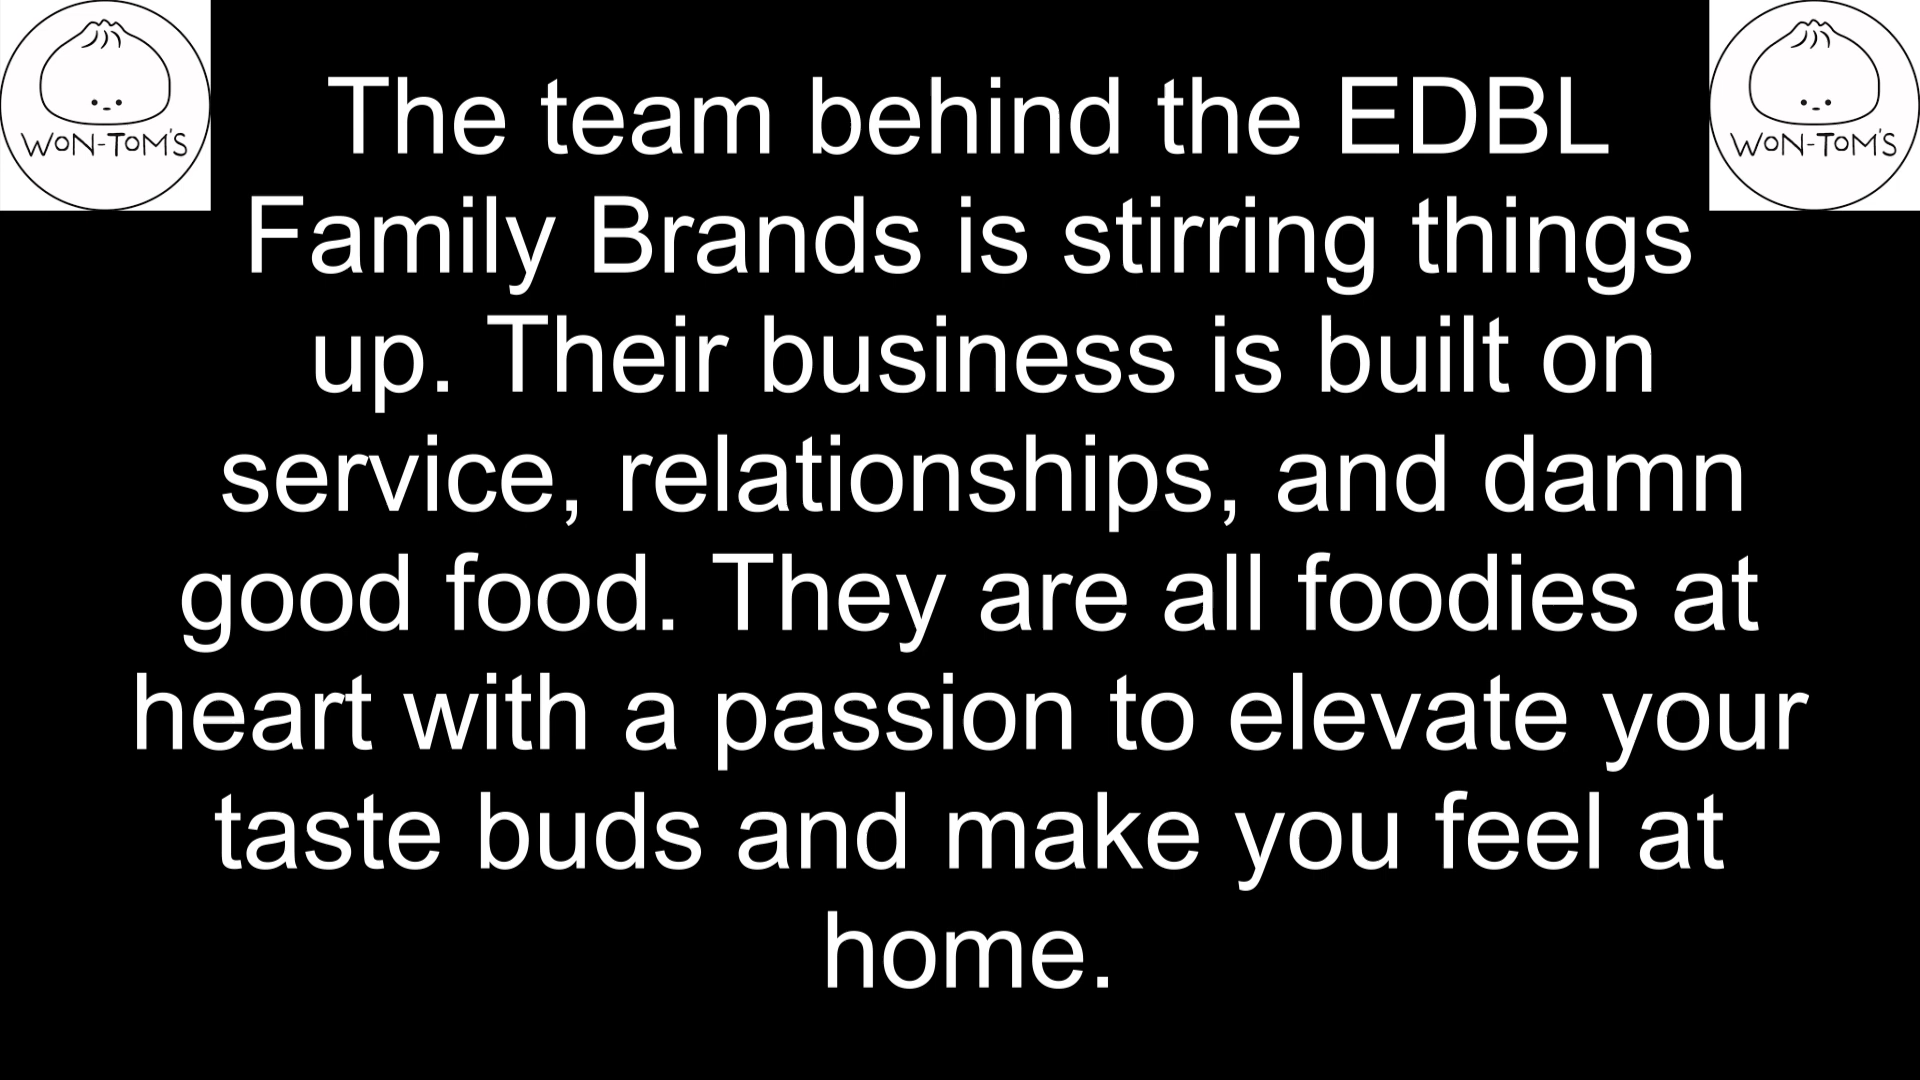 WON-TOM'S
WON-TOM'S
The team behind the EDBL
Family Brands is stirring things
up. Their business is built on
service, relationships, and damn
good food. They are all foodies at
heart with a passion to elevate your
taste buds and make you feel at
home.